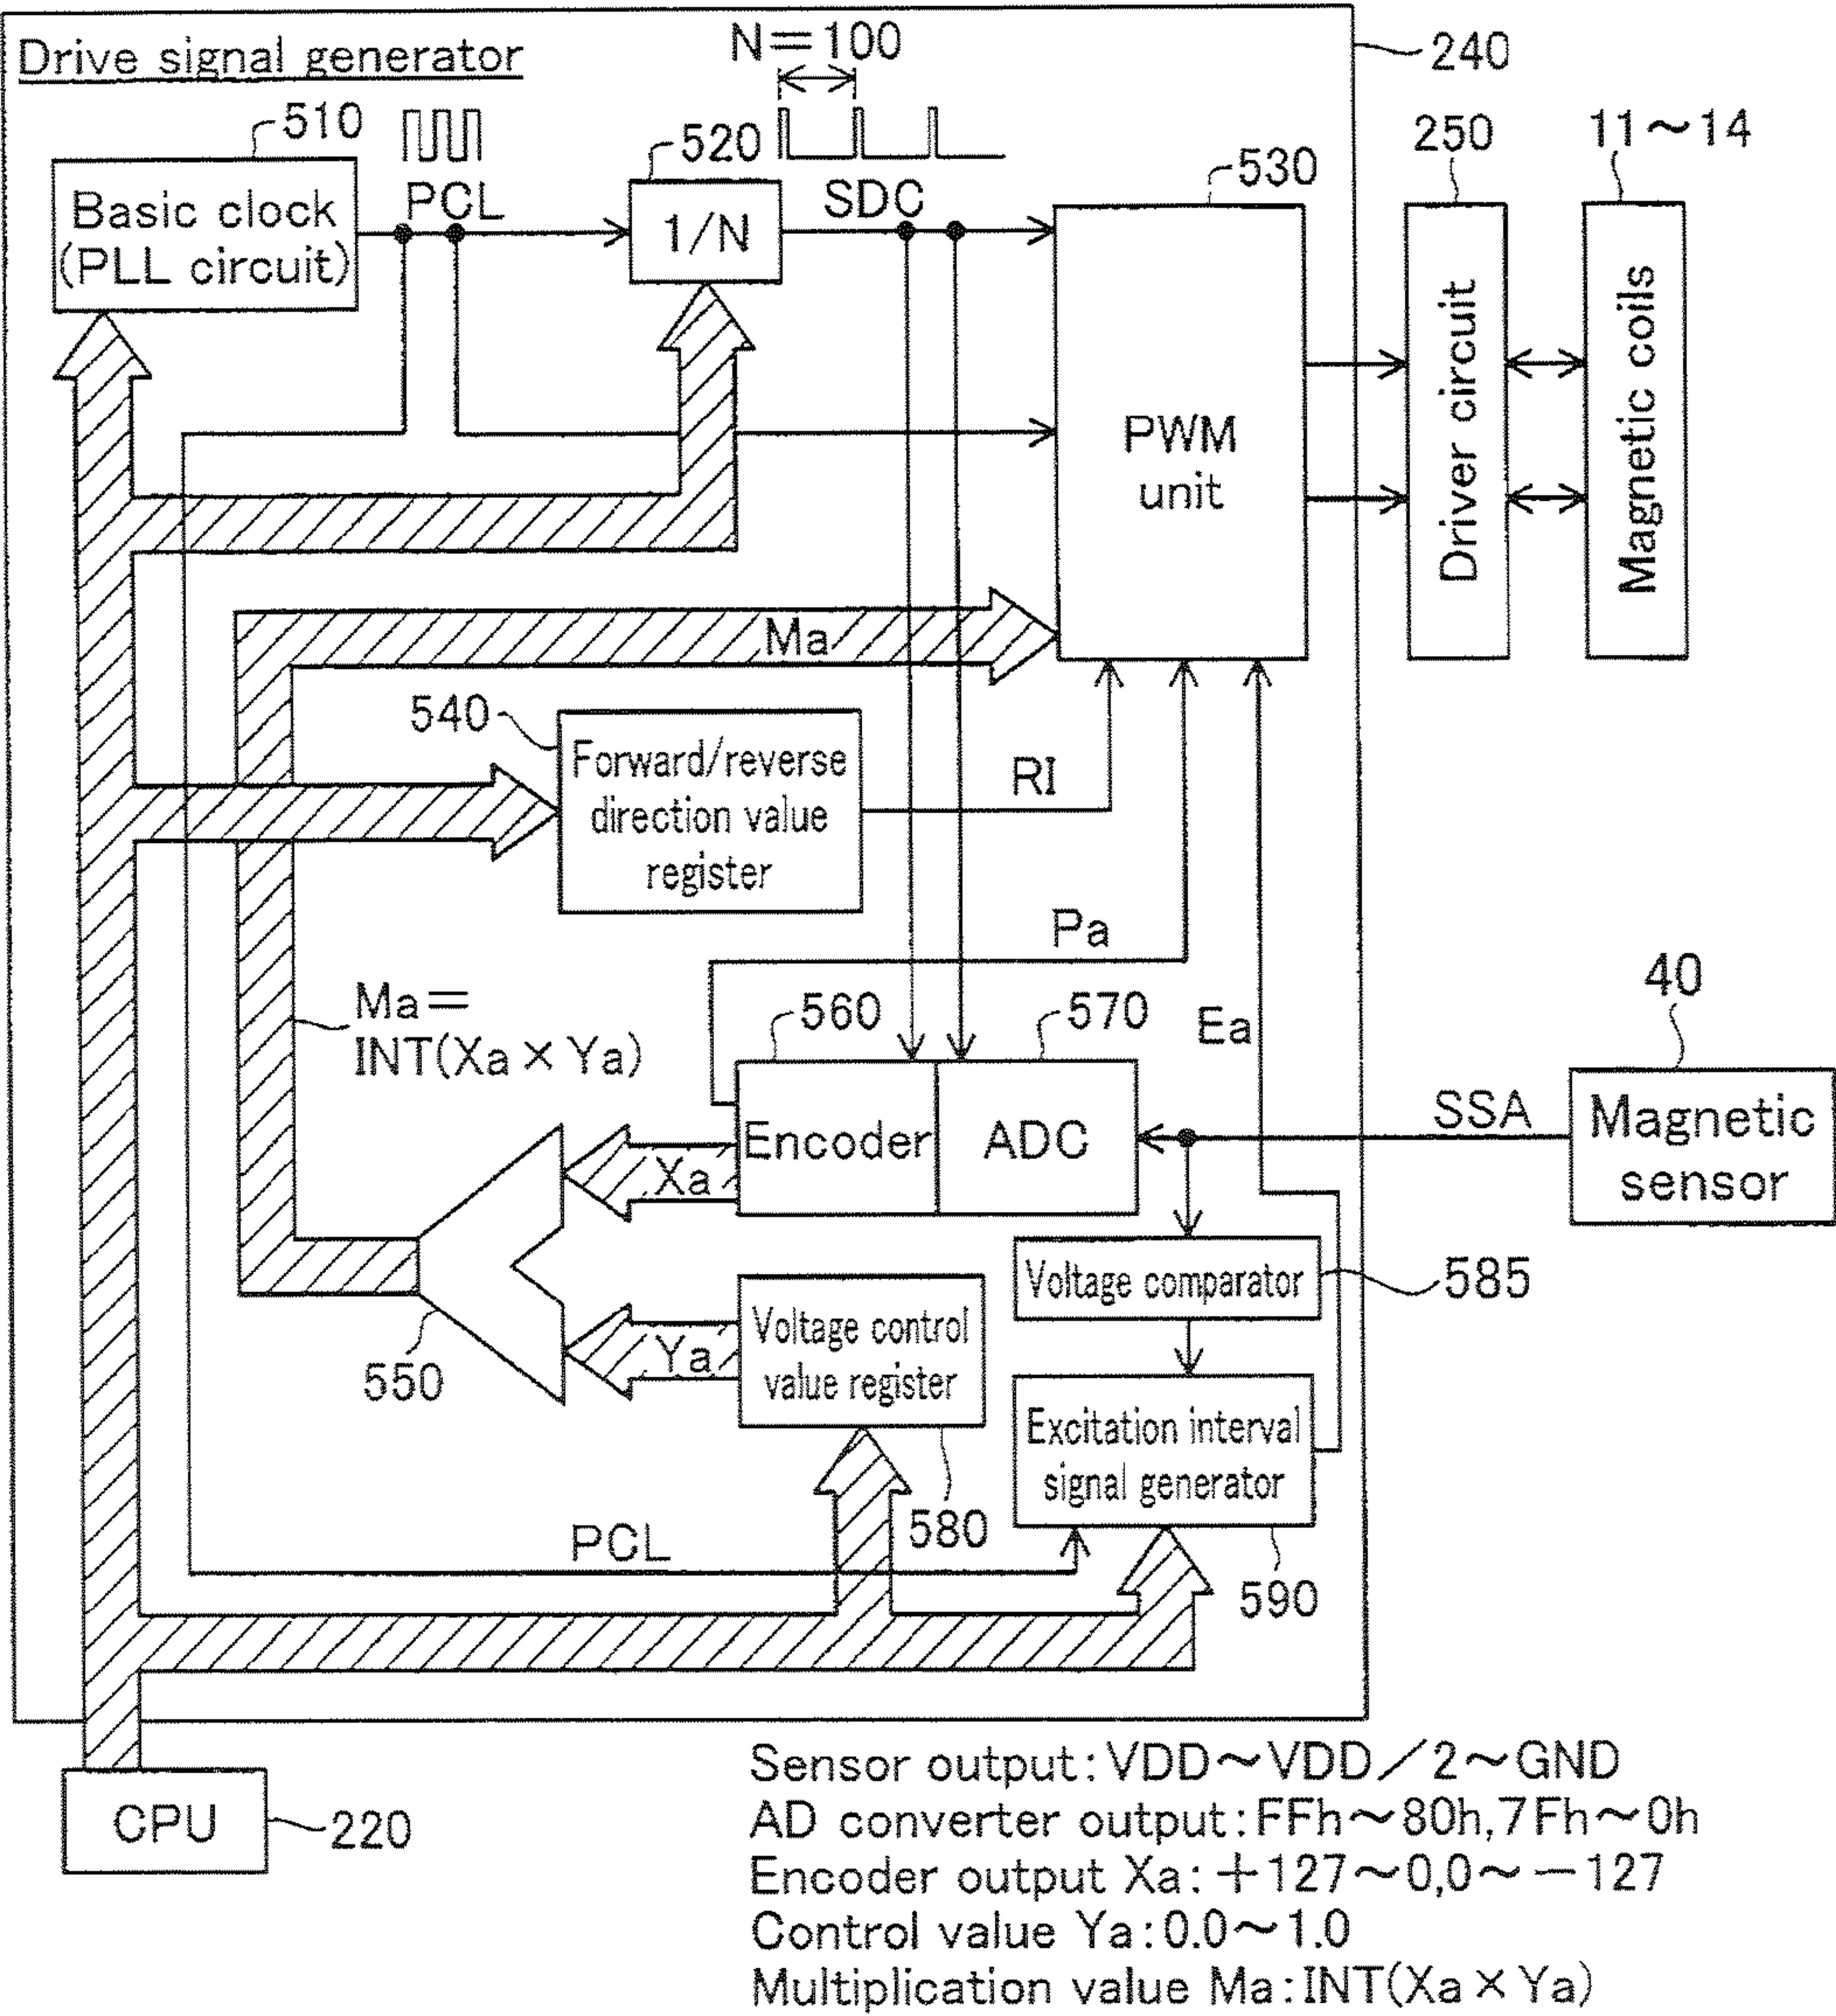 Drive signal generator
N=100
240
510
PCL
520
SDC
530
250
11~14
Basic clock
(PLL circuit)
1/N
PWM
unit
Driver circuit
Magnetic coils
Ma
540
Forward/reverse
direction value
register
RI
Pa
Ma=
INT(Xa×Ya)
560
570
Ea
40
Encoder
ADC
SSA
Magnetic
sensor
Xa
Voltage comparator
585
Ya
Voltage control
value register
550
Excitation interval
signal generator
580
PCL
590
CPU
220
Sensor output:VDD~VDD/2~GND
AD converter output:FFh~80h,7Fh~0h
Encoder output Xa:+127~0,0~-127
Control value Ya:0.0~1.0
Multiplication value Ma:INT(Xa×Ya)